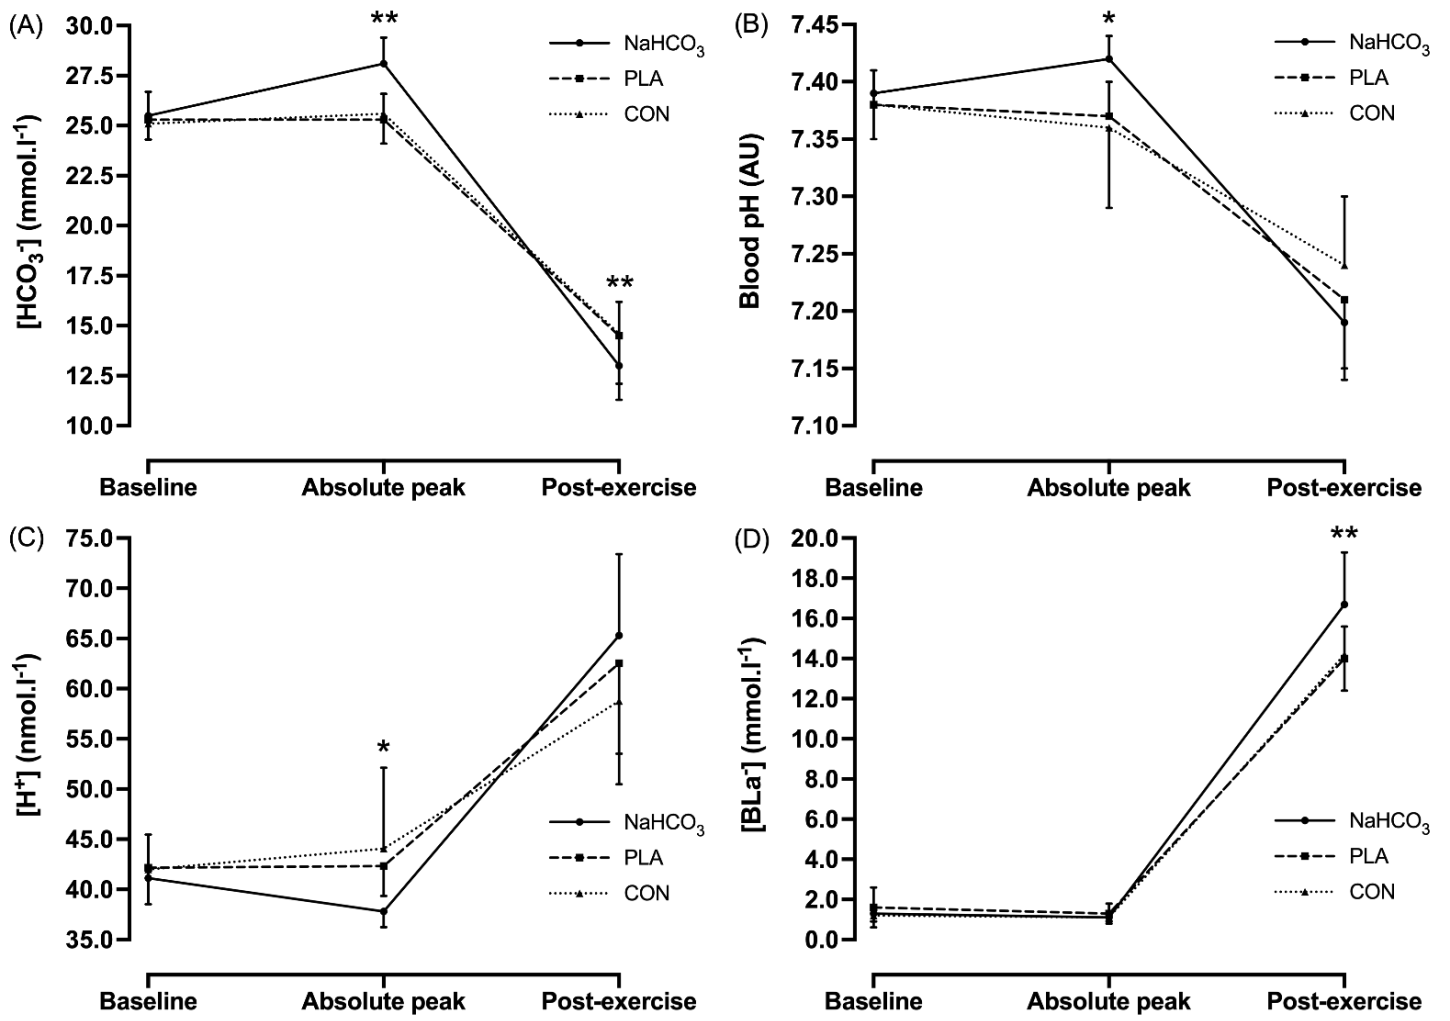 (A)
[HCO₃⁻] (mmol.l⁻¹)
30.0
27.5
25.0
22.5
20.0
17.5
15.0
12.5
10.0
**
**
NaHCO₃
PLA
CON
Baseline
Absolute peak
Post-exercise
(B)
Blood pH (AU)
7.45
7.40
7.35
7.30
7.25
7.20
7.15
7.10
*
NaHCO₃
PLA
CON
Baseline
Absolute peak
Post-exercise
(C)
[H⁺] (nmol.l⁻¹)
75.0
70.0
65.0
60.0
55.0
50.0
45.0
40.0
35.0
*
NaHCO₃
PLA
CON
Baseline
Absolute peak
Post-exercise
(D)
[BLa⁻] (mmol.l⁻¹)
20.0
18.0
16.0
14.0
12.0
10.0
8.0
6.0
4.0
2.0
0.0
**
NaHCO₃
PLA
CON
Baseline
Absolute peak
Post-exercise